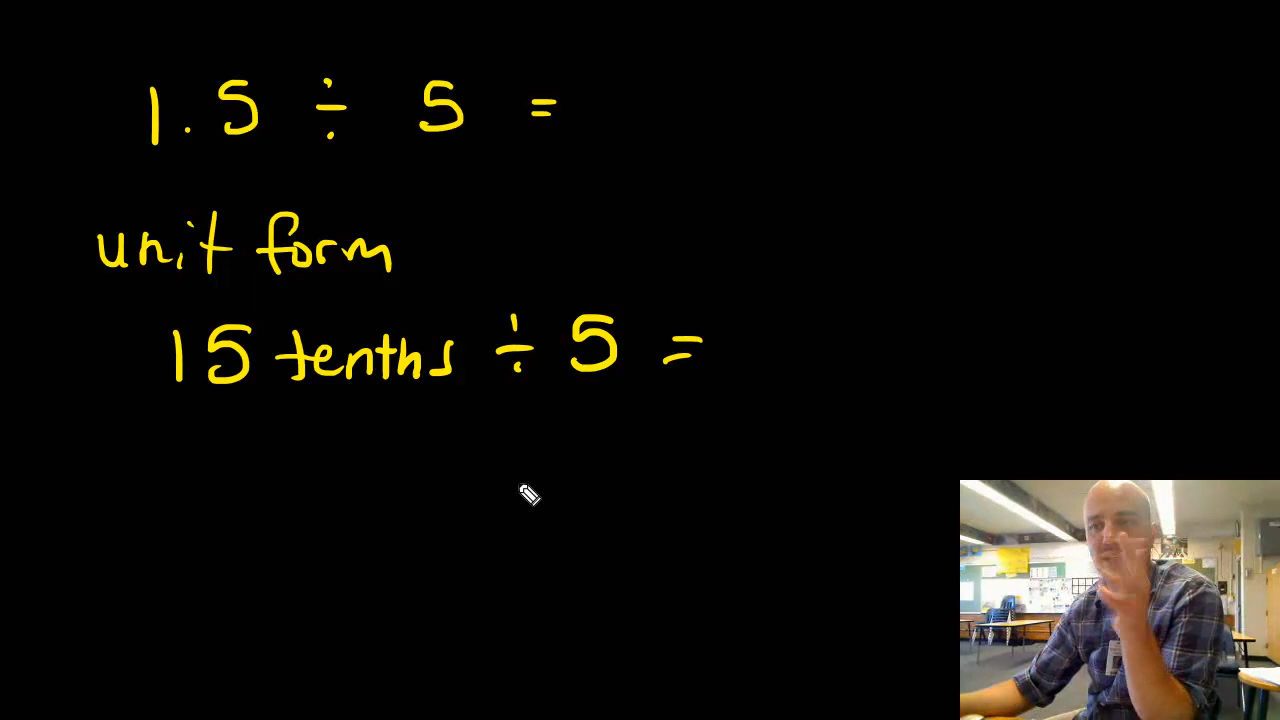 1.5 ÷ 5 =
unit form
15 tenths ÷ 5 =